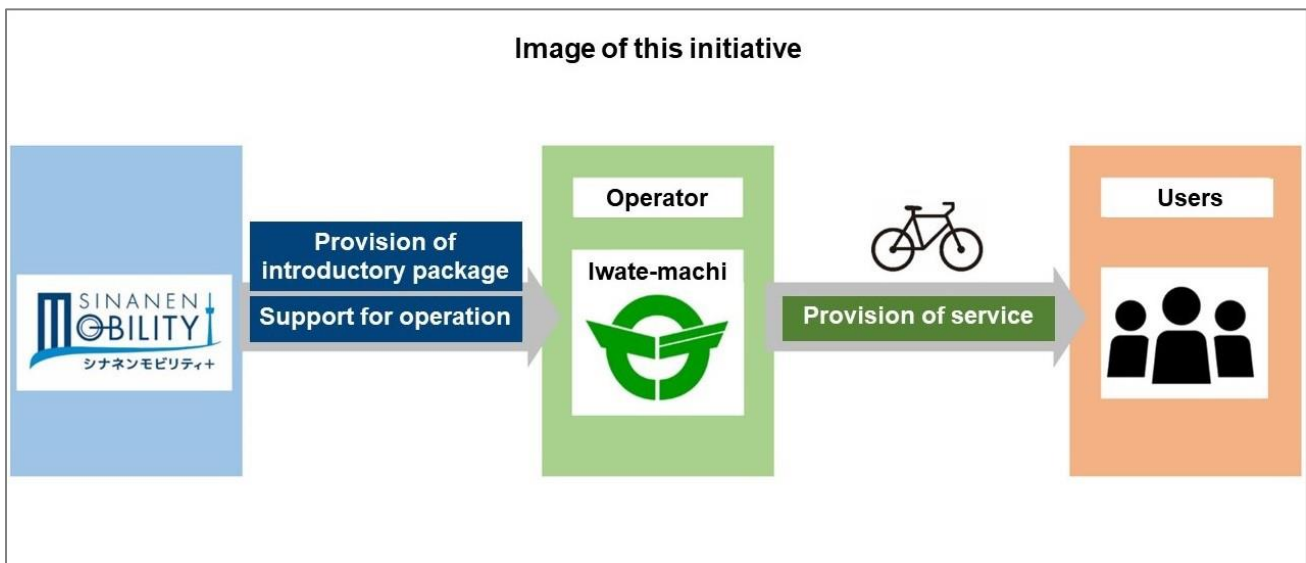 Image of this initiative
SINANEN
MOBILITY+
シナネンモビリティ+
Provision of
introductory package
Support for operation
Operator
Iwate-machi
Provision of service
Users